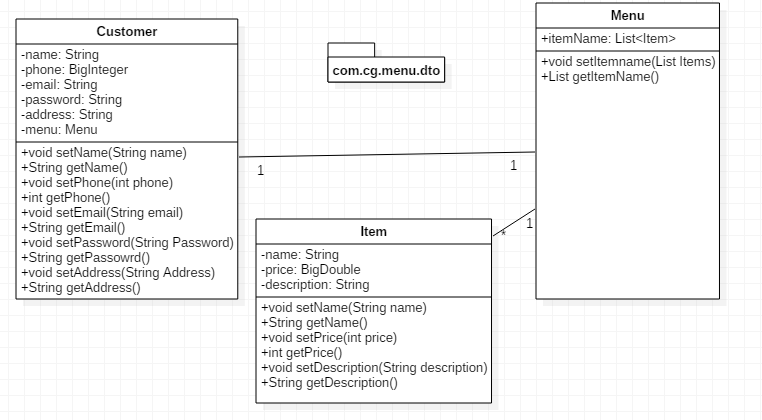 Customer
-name: String
-phone: BigInteger
-email: String
-password: String
-address: String
-menu: Menu
+void setName(String name)
+String getName()
+void setPhone(int phone)
+int getPhone()
+void setEmail(String email)
+String getEmail()
+void setPassword(String Password)
+String getPassowrd()
+void setAddress(String Address)
+String getAddress()
com.cg.menu.dto
Menu
+itemName: List<Item>
+void setItemname(List Items)
+List getItemName()
1
1
Item
-name: String
-price: BigDouble
-description: String
+void setName(String name)
+String getName()
+void setPrice(int price)
+int getPrice()
+void setDescription(String description)
+String getDescription()
*
1